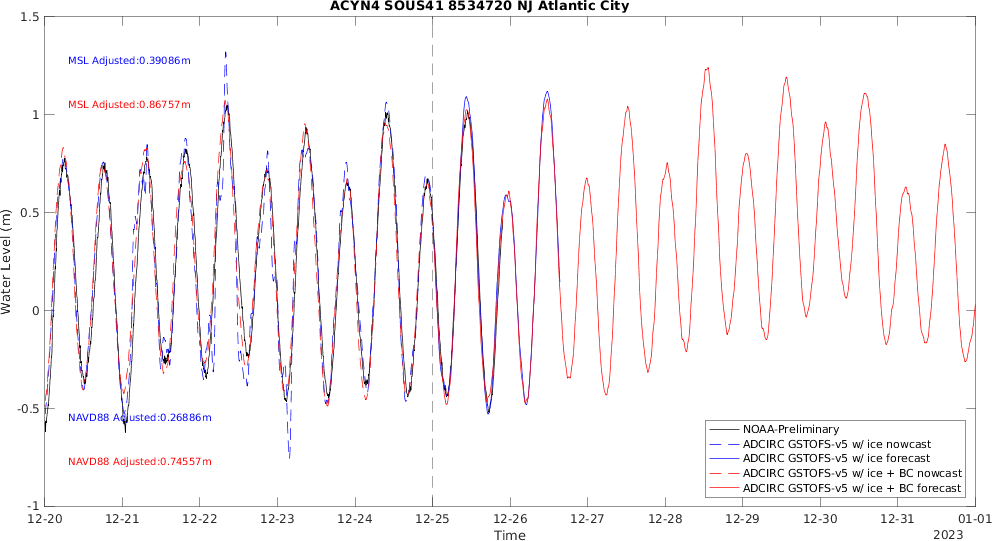 ACYN4 SOUS41 8534720 NJ Atlantic City
1.5
1
0.5
0
-0.5
-1
Water Level (m)
MSL Adjusted:0.39086m
MSL Adjusted:0.86757m
NAVD88 Adjusted:0.26886m
NAVD88 Adjusted:0.74557m
NOAA-Preliminary
ADCIRC GSTOFS-v5 w/ ice nowcast
ADCIRC GSTOFS-v5 w/ ice forecast
ADCIRC GSTOFS-v5 w/ ice + BC nowcast
ADCIRC GSTOFS-v5 w/ ice + BC forecast
12-20 12-21 12-22 12-23 12-24 12-25 12-26 12-27 12-28 12-29 12-30 12-31 01-01
Time
2023